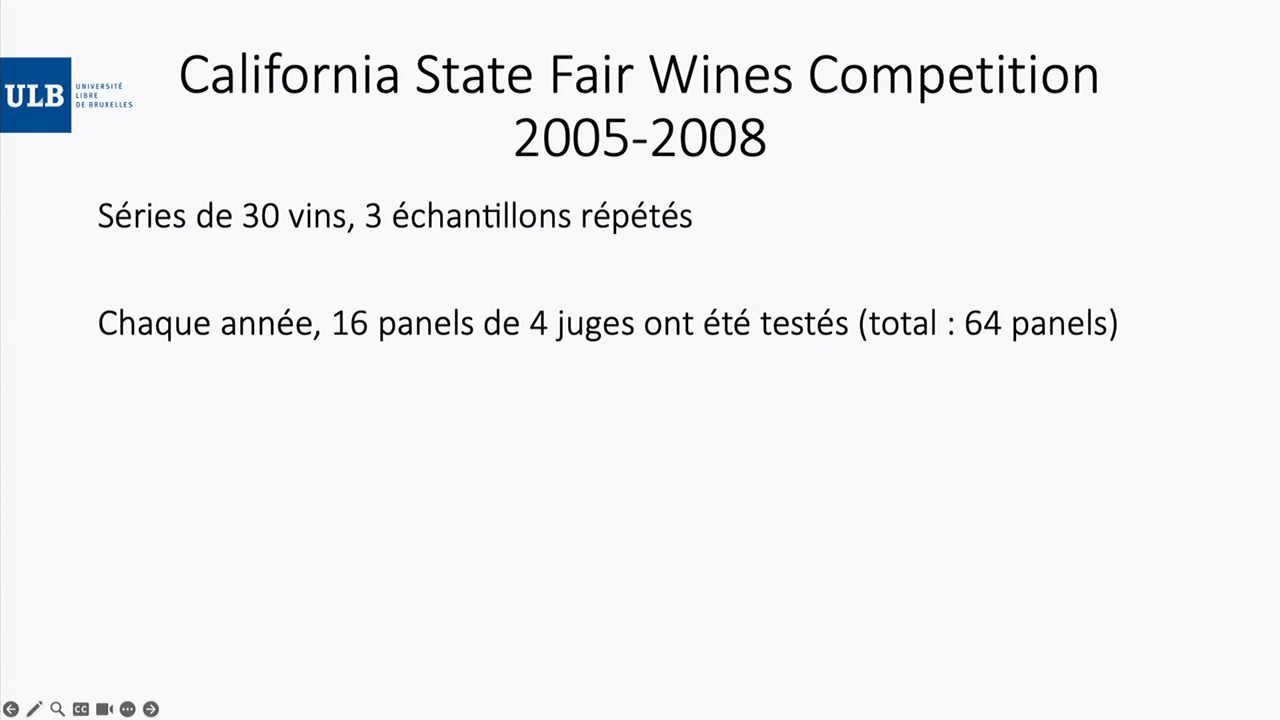 California State Fair Wines Competition
2005-2008
ULB
UNIVERSITÉ
LIBRE
DE BRUXELLES
Séries de 30 vins, 3 échantillons répétés
Chaque année, 16 panels de 4 juges ont été testés (total : 64 panels)
CC